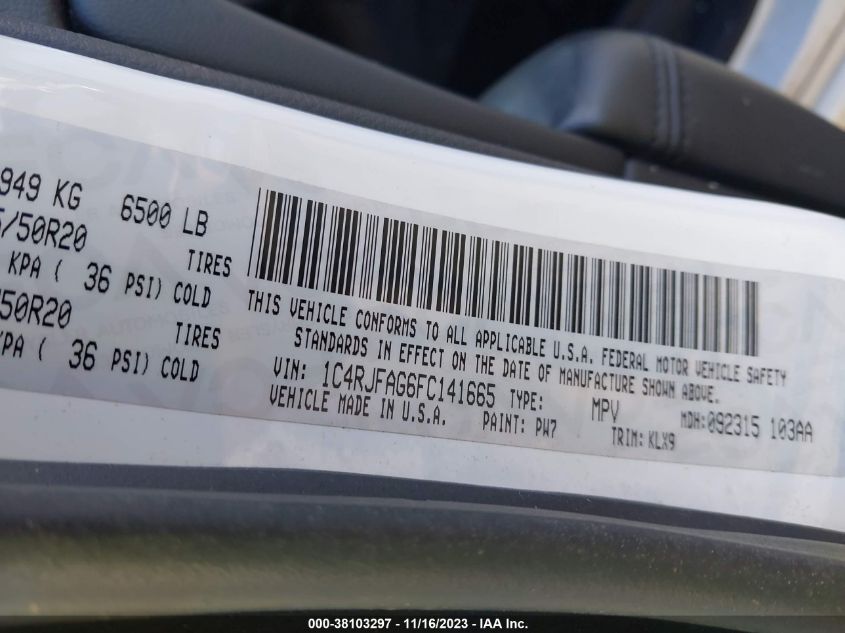 949 KG 6500 LB
/50R20 TIRES
KPA ( 36 PSI) COLD
/50R20 TIRES
KPA ( 36 PSI) COLD
THIS VEHICLE CONFORMS TO ALL APPLICABLE U.S.A. FEDERAL MOTOR VEHICLE SAFETY
STANDARDS IN EFFECT ON THE DATE OF MANUFACTURE SHOWN ABOVE.
VIN: 1C4RJFAG6FC141665 TYPE: MPV MDH:092315 103AA
VEHICLE MADE IN U.S.A. PAINT: PW7 TRIM: KLX9
000-38103297 - 11/16/2023 - IAA Inc.